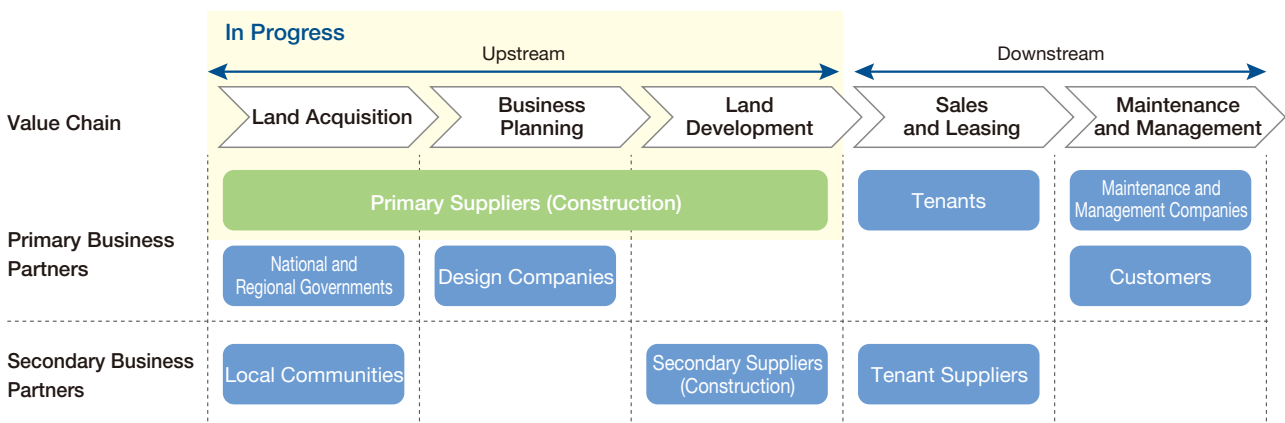 In Progress
Upstream
Downstream
Value Chain
Land Acquisition
Business
Planning
Land
Development
Sales
and Leasing
Maintenance
and Management
Primary Business
Partners
Primary Suppliers (Construction)
Tenants
Maintenance and
Management Companies
National and
Regional Governments
Design Companies
Customers
Secondary Business
Partners
Local Communities
Secondary Suppliers
(Construction)
Tenant Suppliers